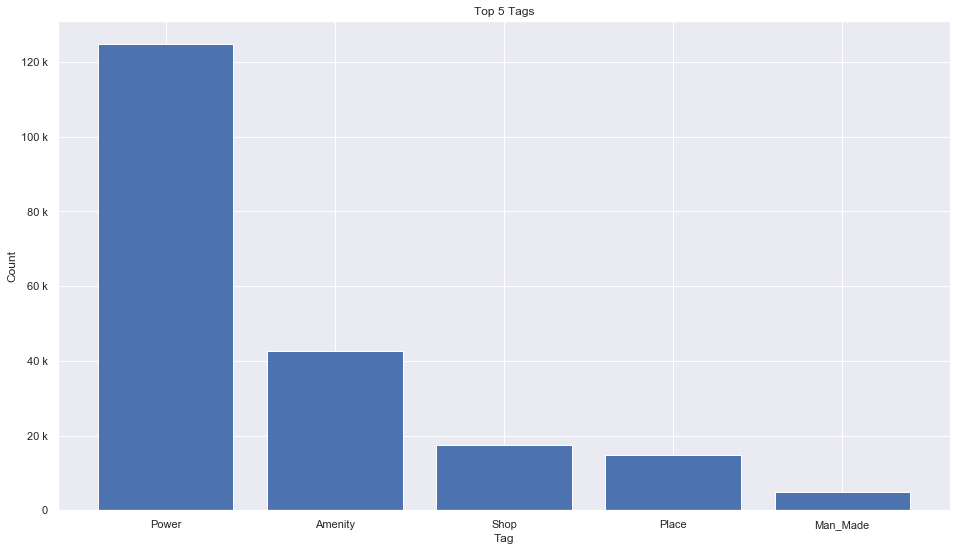 Top 5 Tags
120 k
100 k
80 k
60 k
40 k
20 k
0
Count
Power
Amenity
Shop
Place
Man_Made
Tag